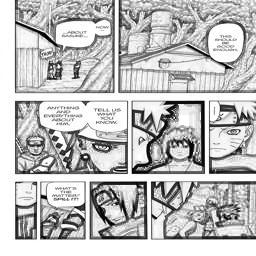 NOW
...ABOUT
SASUKE...
THIS
SHOULD
BE
GOOD
ENOUGH.
ANYTHING
AND
EVERYTHING
ABOUT
HIM.
TELL US
WHAT
YOU
KNOW.
WHAT'S
THE
MATTER?
SPILL IT!